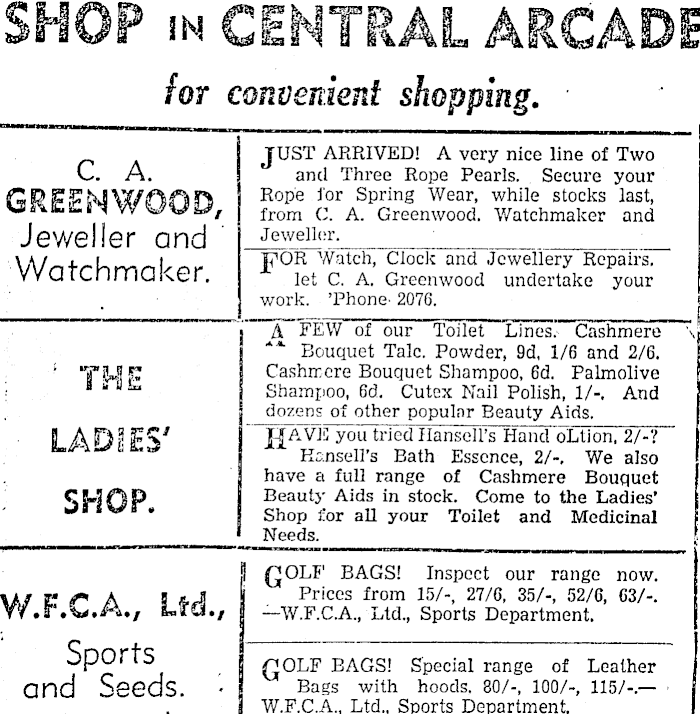 SHOP IN CENTRAL ARCADE
for convenient shopping.
C. A.
GREENWOOD,
Jeweller and
Watchmaker.
JUST ARRIVED! A very nice line of Two
and Three Rope Pearls. Secure your
Rope for Spring Wear, while stocks last,
from C. A. Greenwood. Watchmaker and
Jeweller.
FOR Watch, Clock and Jewellery Repairs.
let C. A. Greenwood undertake your
work. 'Phone 2076.
THE
LADIES'
SHOP.
A FEW of our Toilet Lines. Cashmere
Bouquet Talc. Powder, 9d, 1/6 and 2/6.
Cashmere Bouquet Shampoo, 6d. Palmolive
Shampoo, 6d. Cutex Nail Polish, 1/-. And
dozens of other popular Beauty Aids.
HAVE you tried Hansell's Hand oLtion, 2/-?
Hansell's Bath Essence, 2/-. We also
have a full range of Cashmere Bouquet
Beauty Aids in stock. Come to the Ladies'
Shop for all your Toilet and Medicinal
Needs.
W.F.C.A., Ltd.,
Sports
and Seeds.
GOLF BAGS! Inspect our range now.
Prices from 15/-, 27/6, 35/-, 52/6, 63/-.
—W.F.C.A., Ltd., Sports Department.
GOLF BAGS! Special range of Leather
Bags with hoods. 80/-, 100/-, 115/-.—
W.F.C.A., Ltd., Sports Department.